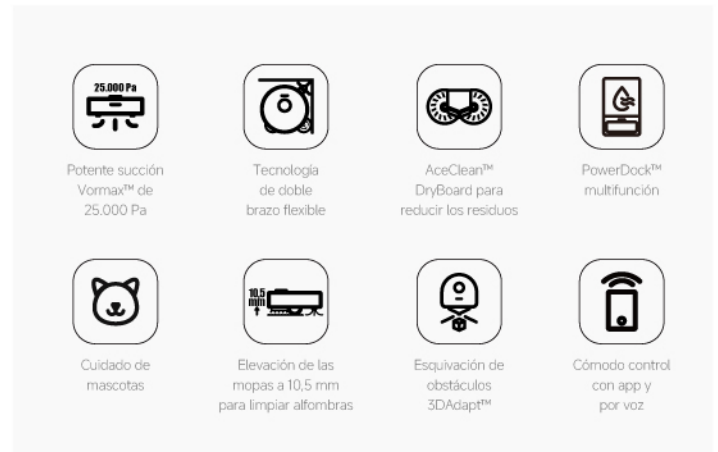 25.000 Pa
Potente succión
Vormax™ de
25.000 Pa
Tecnología
de doble
brazo flexible
AceClean™
DryBoard para
reducir los residuos
PowerDock™
multifunción
Cuidado de
mascotas
10,5
mm
Elevación de las
mopas a 10,5 mm
para limpiar alfombras
Esquivación de
obstáculos
3DAdapt™
Cómodo control
con app y
por voz